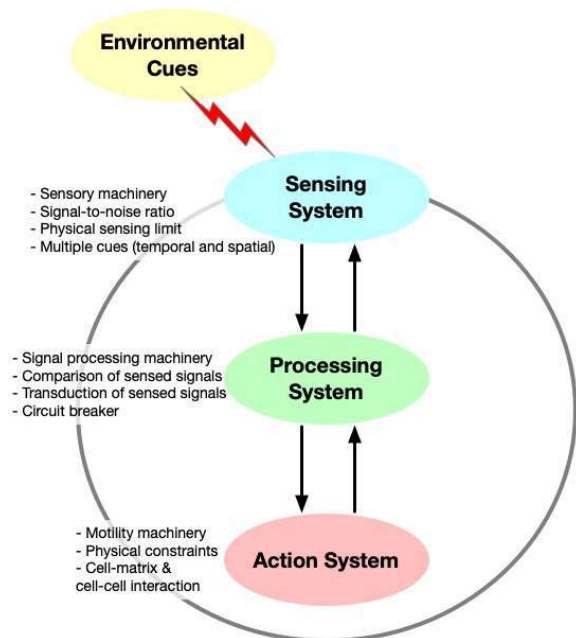 Environmental
Cues
Sensing
System
- Sensory machinery
- Signal-to-noise ratio
- Physical sensing limit
- Multiple cues (temporal and spatial)
Processing
System
- Signal processing machinery
- Comparison of sensed signals
- Transduction of sensed signals
- Circuit breaker
Action System
- Motility machinery
- Physical constraints
- Cell-matrix &
cell-cell interaction